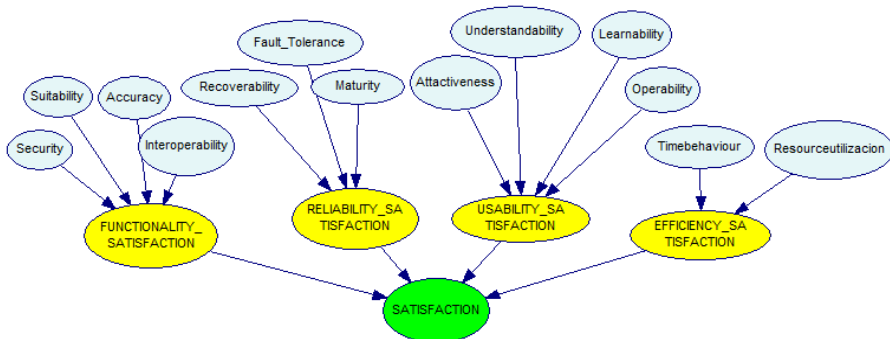 Understandability
Learnability
Fault_Tolerance
Attactiveness
Recoverability
Maturity
Operability
Suitability
Accuracy
Security
Interoperability
Timebehaviour
Resourceutilizacion
FUNCTIONALITY_
SATISFACTION
RELIABILITY_SA
TISFACTION
USABILITY_SA
TISFACTION
EFFICIENCY_SA
TISFACTION
SATISFACTION